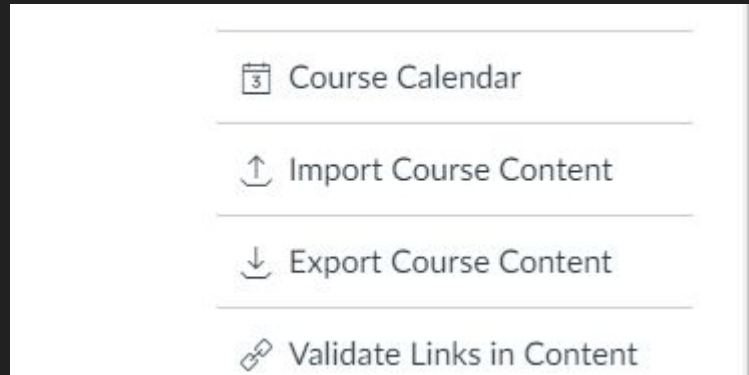 3 Course Calendar
Import Course Content
Export Course Content
Validate Links in Content